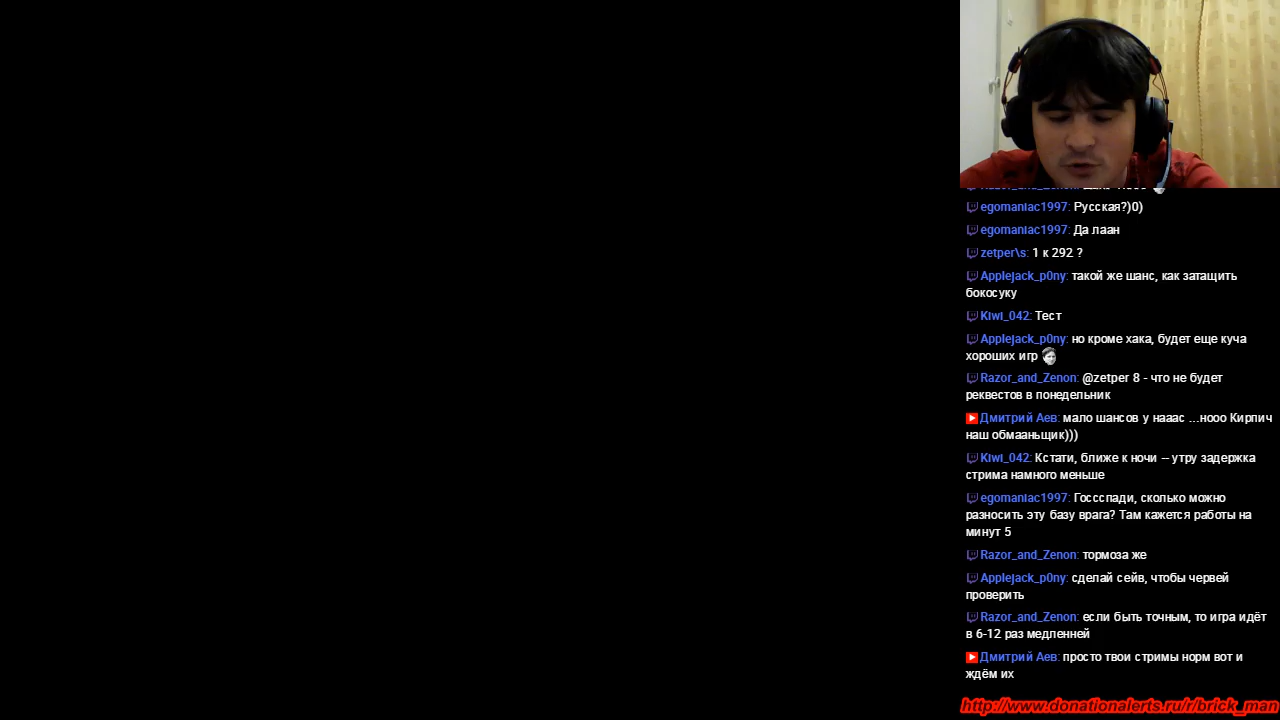 egomaniac1997: Русская?)0)
egomaniac1997: Да лаан
zetper\s: 1 к 292 ?
Applejack_p0ny: такой же шанс, как затащить
бокосуку
Kiwi_042: Тест
Applejack_p0ny: но кроме хака, будет еще куча
хороших игр
Razor_and_Zenon: @zetper 8 - что не будет
реквестов в понедельник
Дмитрий Аев: мало шансов у нааас ...нооо Кирпич
наш обмааньщик)))
Kiwi_042: Кстати, ближе к ночи -- утру задержка
стрима намного меньше
egomaniac1997: Госсспади, сколько можно
разносить эту базу врага? Там кажется работы на
минут 5
Razor_and_Zenon: тормоза же
Applejack_p0ny: сделай сейв, чтобы червей
проверить
Razor_and_Zenon: если быть точным, то игра идёт
в 6-12 раз медленней
Дмитрий Аев: просто твои стримы норм вот и
ждём их
http://www.donationalerts.ru/r/brick_man